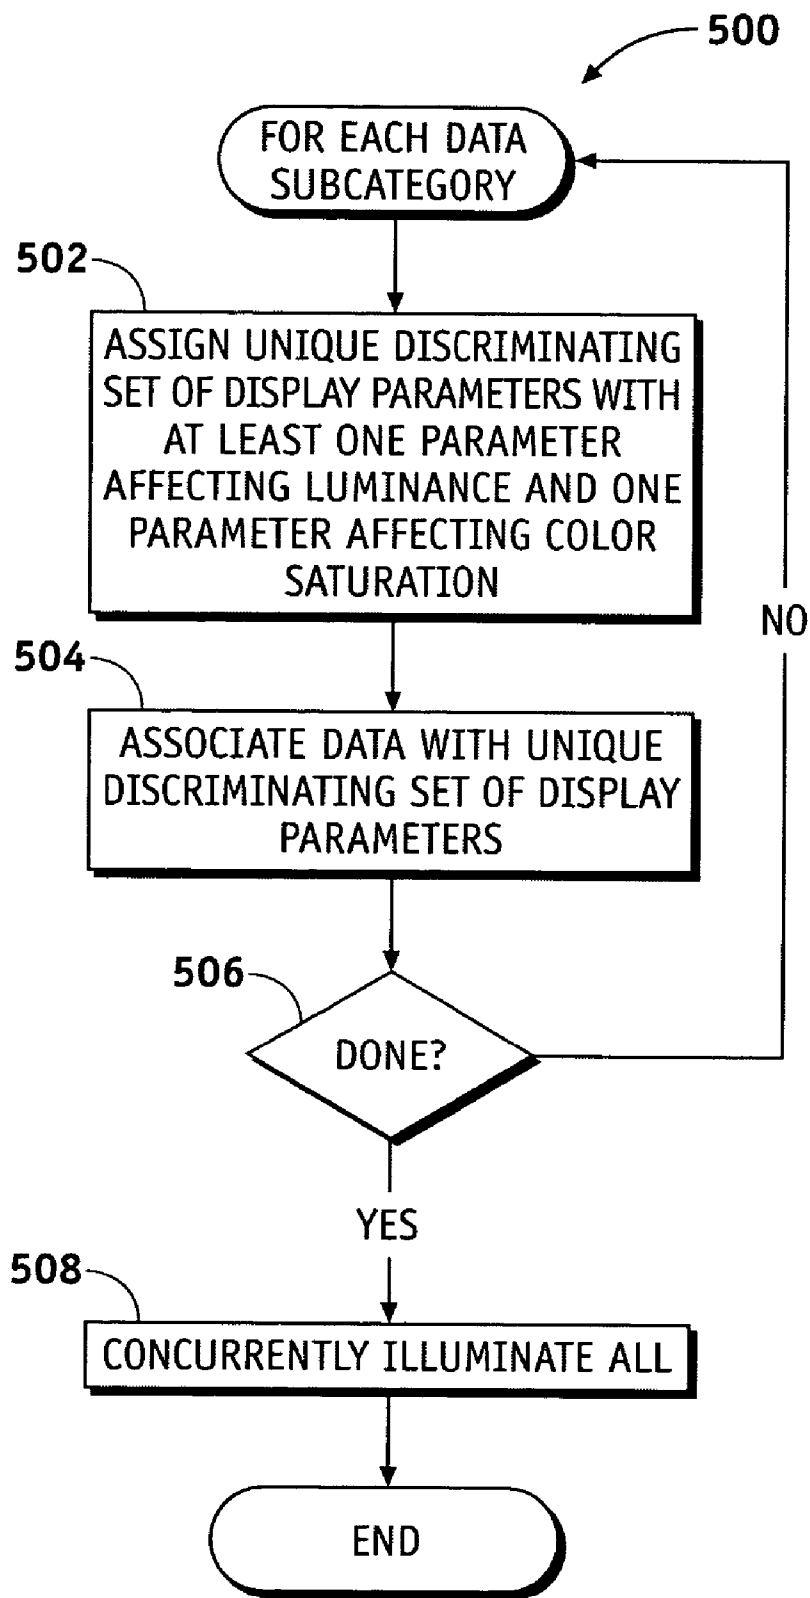 500
FOR EACH DATA
SUBCATEGORY
502
ASSIGN UNIQUE DISCRIMINATING
SET OF DISPLAY PARAMETERS WITH
AT LEAST ONE PARAMETER
AFFECTING LUMINANCE AND ONE
PARAMETER AFFECTING COLOR
SATURATION
NO
504
ASSOCIATE DATA WITH UNIQUE
DISCRIMINATING SET OF DISPLAY
PARAMETERS
506
DONE?
YES
508
CONCURRENTLY ILLUMINATE ALL
END